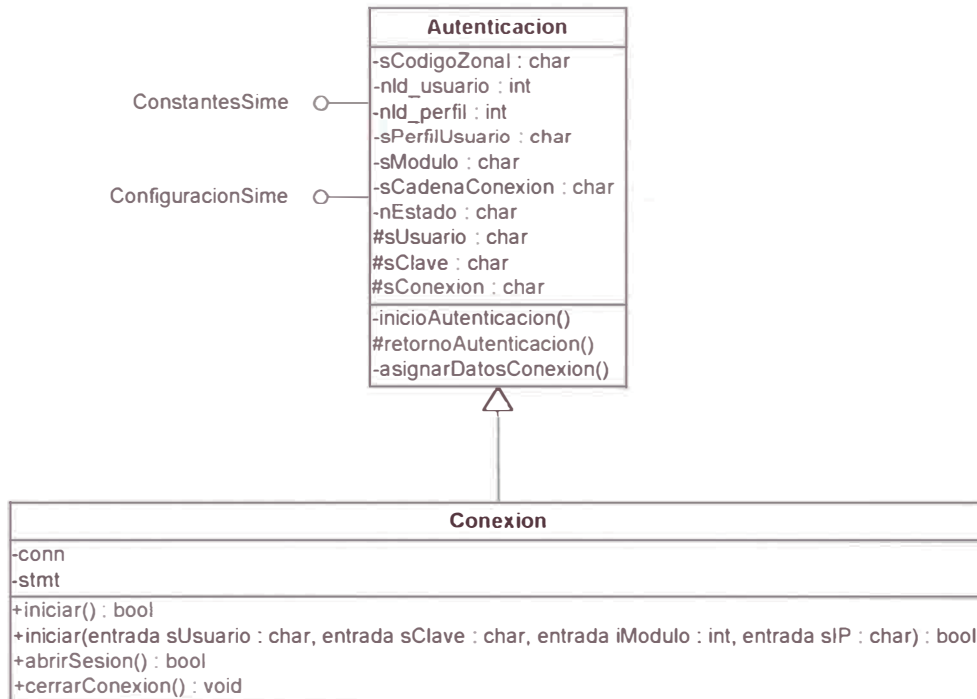 Autenticacion
-sCodigoZonal : char
-nId_usuario : int
-nId_perfil : int
-sPerfilUsuario : char
-sModulo : char
-sCadenaConexion : char
-nEstado : char
#sUsuario : char
#sClave : char
#sConexion : char
-inicioAutenticacion()
#retornoAutenticacion()
-asignarDatosConexion()
ConstantesSime
ConfiguracionSime
Conexion
-conn
-stmt
+iniciar() : bool
+iniciar(entrada sUsuario : char, entrada sClave : char, entrada iModulo : int, entrada sIP : char) : bool
+abrirSesion() : bool
+cerrarConexion() : void